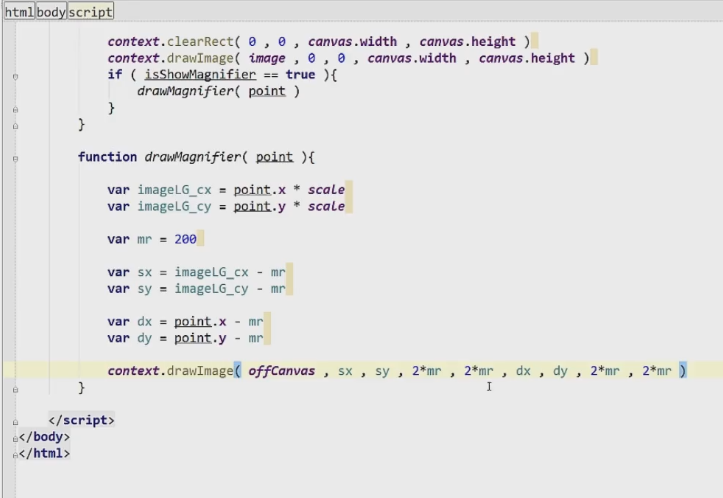 html body script
context.clearRect( 0 , 0 , canvas.width , canvas.height )
context.drawImage( image , 0 , 0 , canvas.width , canvas.height )
if ( isShowMagnifier == true ){
drawMagnifier( point )
}
}
function drawMagnifier( point ){
var imageLG_cx = point.x * scale
var imageLG_cy = point.y * scale
var mr = 200
var sx = imageLG_cx - mr
var sy = imageLG_cy - mr
var dx = point.x - mr
var dy = point.y - mr
context.drawImage( offCanvas , sx , sy , 2*mr , 2*mr , dx , dy , 2*mr , 2*mr )
}
</script>
</body>
</html>